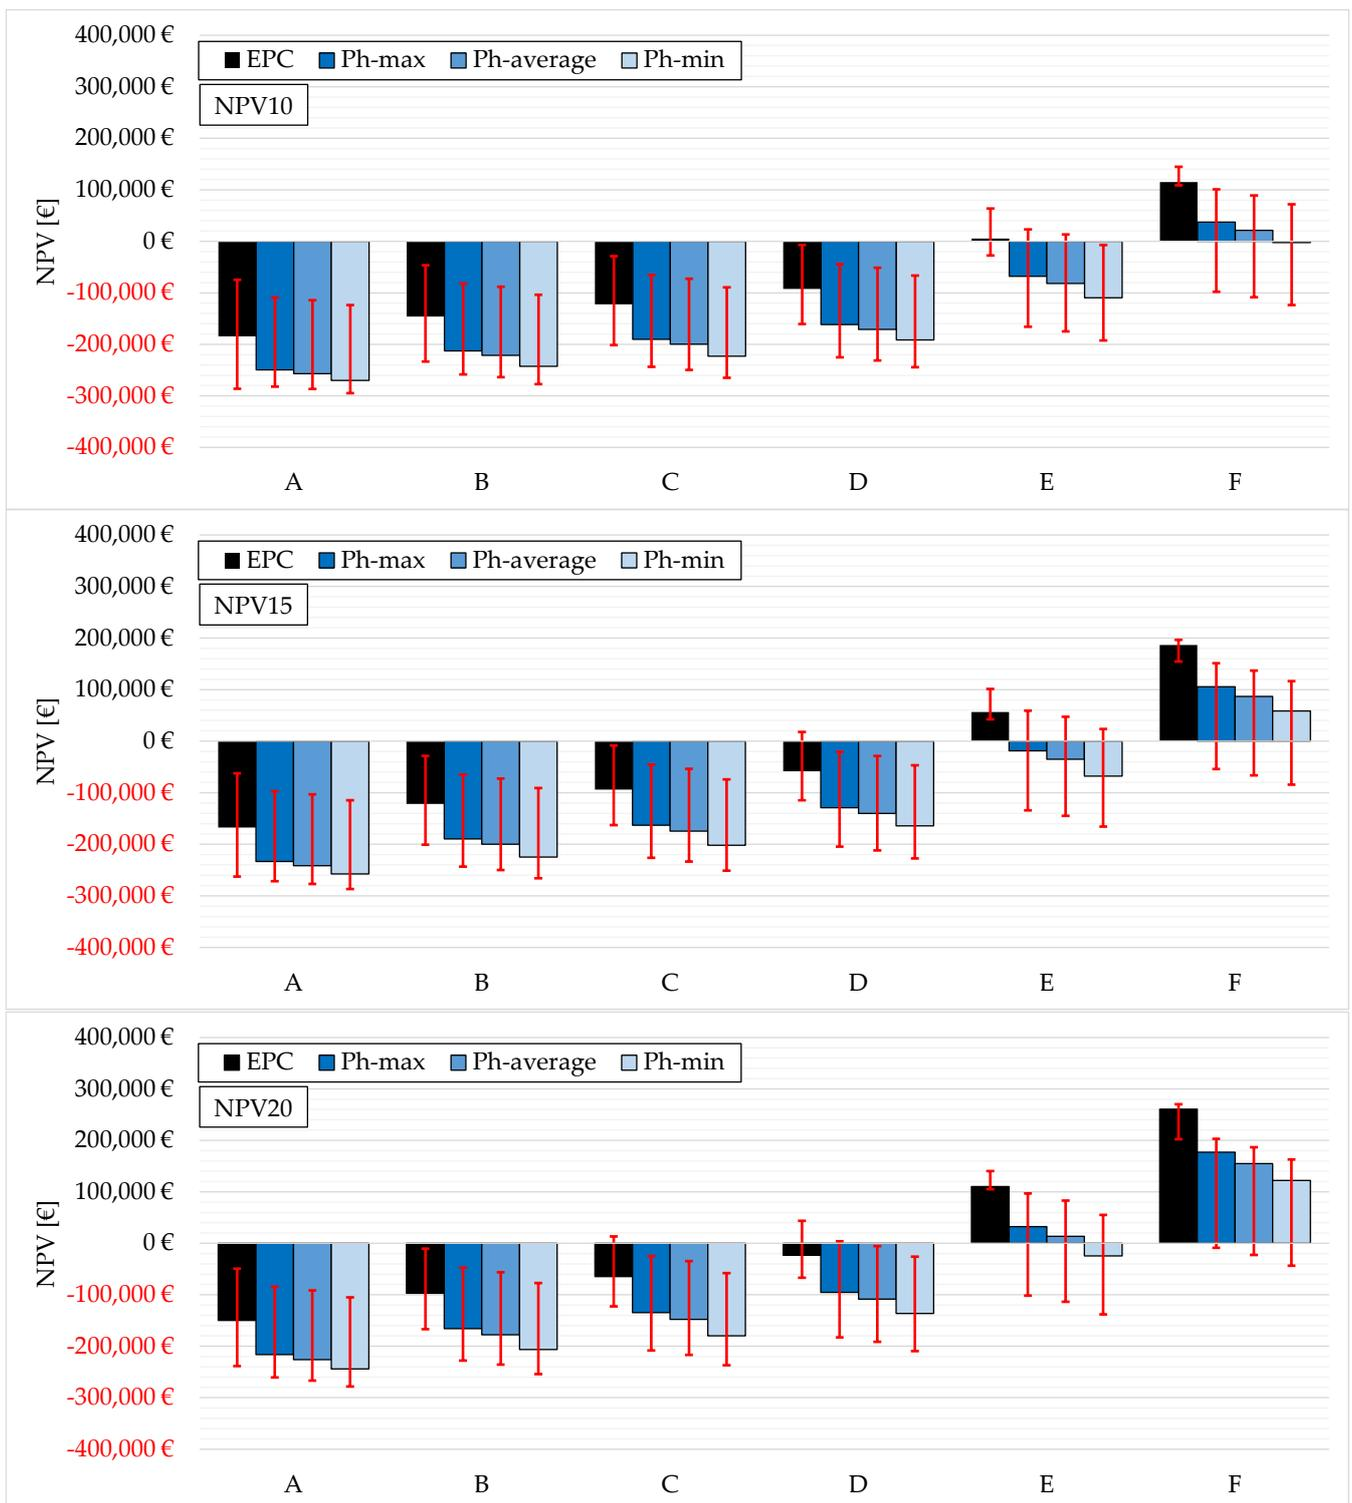 400,000 €
EPC Ph-max Ph-average Ph-min
300,000 €
NPV10
200,000 €
100,000 €
0 €
-100,000 €
-200,000 €
-300,000 €
-400,000 €
NPV [€]
A B C D E F
400,000 €
EPC Ph-max Ph-average Ph-min
300,000 €
NPV15
200,000 €
100,000 €
0 €
-100,000 €
-200,000 €
-300,000 €
-400,000 €
NPV [€]
A B C D E F
400,000 €
EPC Ph-max Ph-average Ph-min
300,000 €
NPV20
200,000 €
100,000 €
0 €
-100,000 €
-200,000 €
-300,000 €
-400,000 €
NPV [€]
A B C D E F